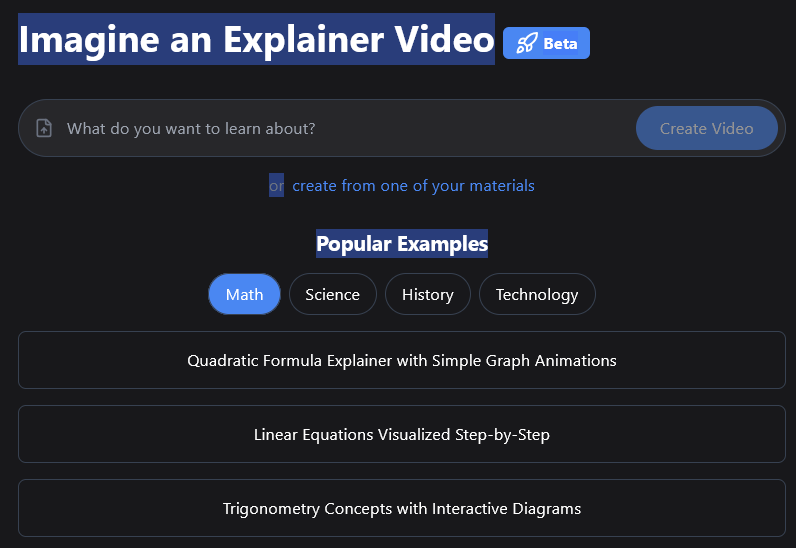 Imagine an Explainer Video Beta
What do you want to learn about? Create Video
or create from one of your materials
Popular Examples
Math Science History Technology
Quadratic Formula Explainer with Simple Graph Animations
Linear Equations Visualized Step-by-Step
Trigonometry Concepts with Interactive Diagrams